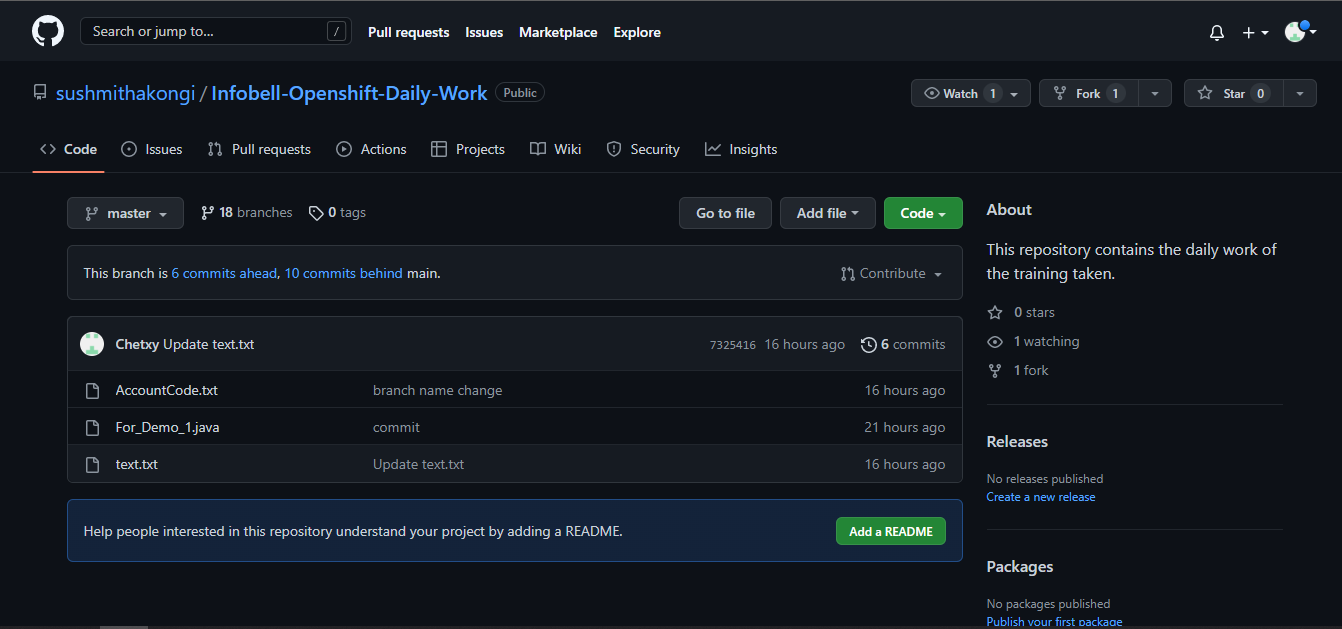 Search or jump to... /
Pull requests Issues Marketplace Explore
sushmithakongi / Infobell-Openshift-Daily-Work Public
Watch 1 Fork 1 Star 0
Code Issues Pull requests Actions Projects Wiki Security Insights
master 18 branches 0 tags Go to file Add file Code
This branch is 6 commits ahead, 10 commits behind main. Contribute
Chetxy Update text.txt 7325416 16 hours ago 6 commits
AccountCode.txt branch name change 16 hours ago
For_Demo_1.java commit 21 hours ago
text.txt Update text.txt 16 hours ago
Help people interested in this repository understand your project by adding a README. Add a README
About
This repository contains the daily work of
the training taken.
0 stars
1 watching
1 fork
Releases
No releases published
Create a new release
Packages
No packages published
Publish your first package